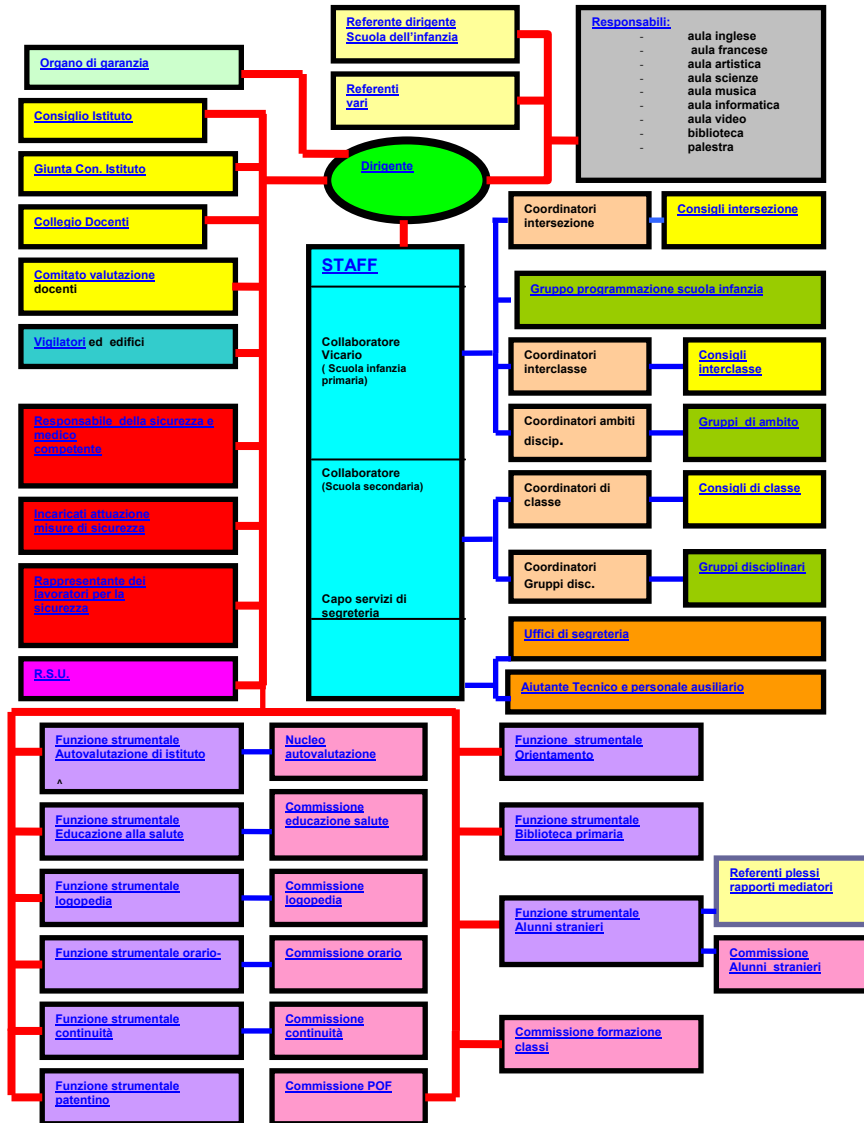 Referente dirigente
Scuola dell'infanzia
Responsabili:
- aula inglese
- aula francese
- aula artistica
- aula scienze
- aula musica
- aula informatica
- aula video
- biblioteca
- palestra
Organo di garanzia
Referenti
vari
Consiglio Istituto
Giunta Con. Istituto
Dirigente
Collegio Docenti
Coordinatori
intersezione
Consigli intersezione
Comitato valutazione
docenti
STAFF
Gruppo programmazione scuola infanzia
Vigilatori ed edifici
Collaboratore
Vicario
( Scuola infanzia
primaria)
Coordinatori
interclasse
Consigli
interclasse
Responsabile della sicurezza e
medico
competente
Coordinatori ambiti
discip.
Gruppi di ambito
Collaboratore
(Scuola secondaria)
Coordinatori di
classe
Consigli di classe
Incaricati attuazione
misure di sicurezza
Coordinatori
Gruppi disc.
Gruppi disciplinari
Rappresentante dei
lavoratori per la
sicurezza
Capo servizi di
segreteria
Uffici di segreteria
R.S.U.
Aiutante Tecnico e personale ausiliario
Funzione strumentale
Autovalutazione di istituto
^
Nucleo
autovalutazione
Funzione strumentale
Orientamento
Funzione strumentale
Educazione alla salute
Commissione
educazione salute
Funzione strumentale
Biblioteca primaria
Funzione strumentale
logopedia
Commissione
logopedia
Funzione strumentale
Alunni stranieri
Referenti plessi
rapporti mediatori
Funzione strumentale orario-
Commissione orario
Commissione
Alunni stranieri
Funzione strumentale
continuità
Commissione
continuità
Commissione formazione
classi
Funzione strumentale
patentino
Commissione POF